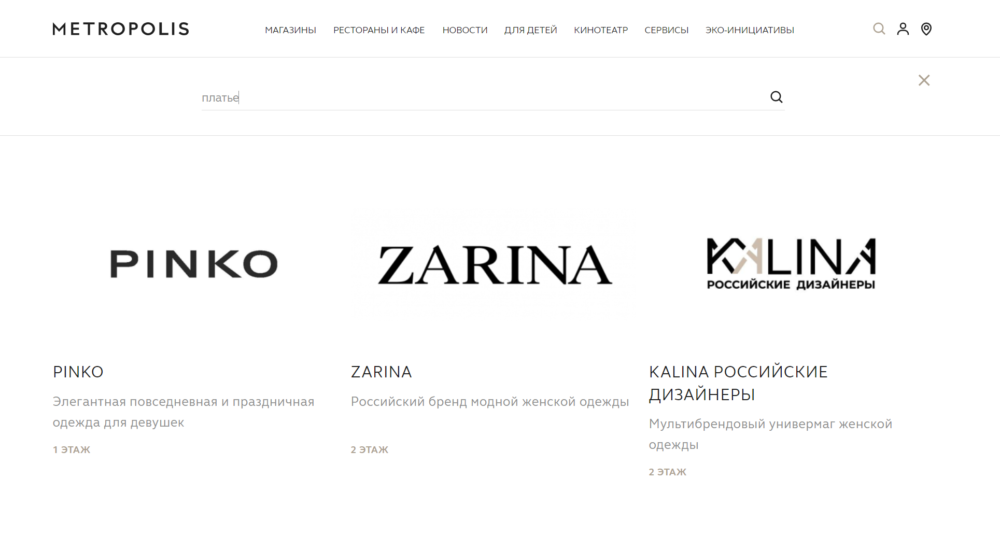 METROPOLIS
МАГАЗИНЫ РЕСТОРАНЫ И КАФЕ НОВОСТИ ДЛЯ ДЕТЕЙ КИНОТЕАТР СЕРВИСЫ ЭКО-ИНИЦИАТИВЫ
платье
PINKO
ZARINA
KALINA
РОССИЙСКИЕ ДИЗАЙНЕРЫ
PINKO
Элегантная повседневная и праздничная
одежда для девушек
1 ЭТАЖ
ZARINA
Российский бренд модной женской одежды
2 ЭТАЖ
KALINA РОССИЙСКИЕ
ДИЗАЙНЕРЫ
Мультибрендовый универмаг женской
одежды
2 ЭТАЖ